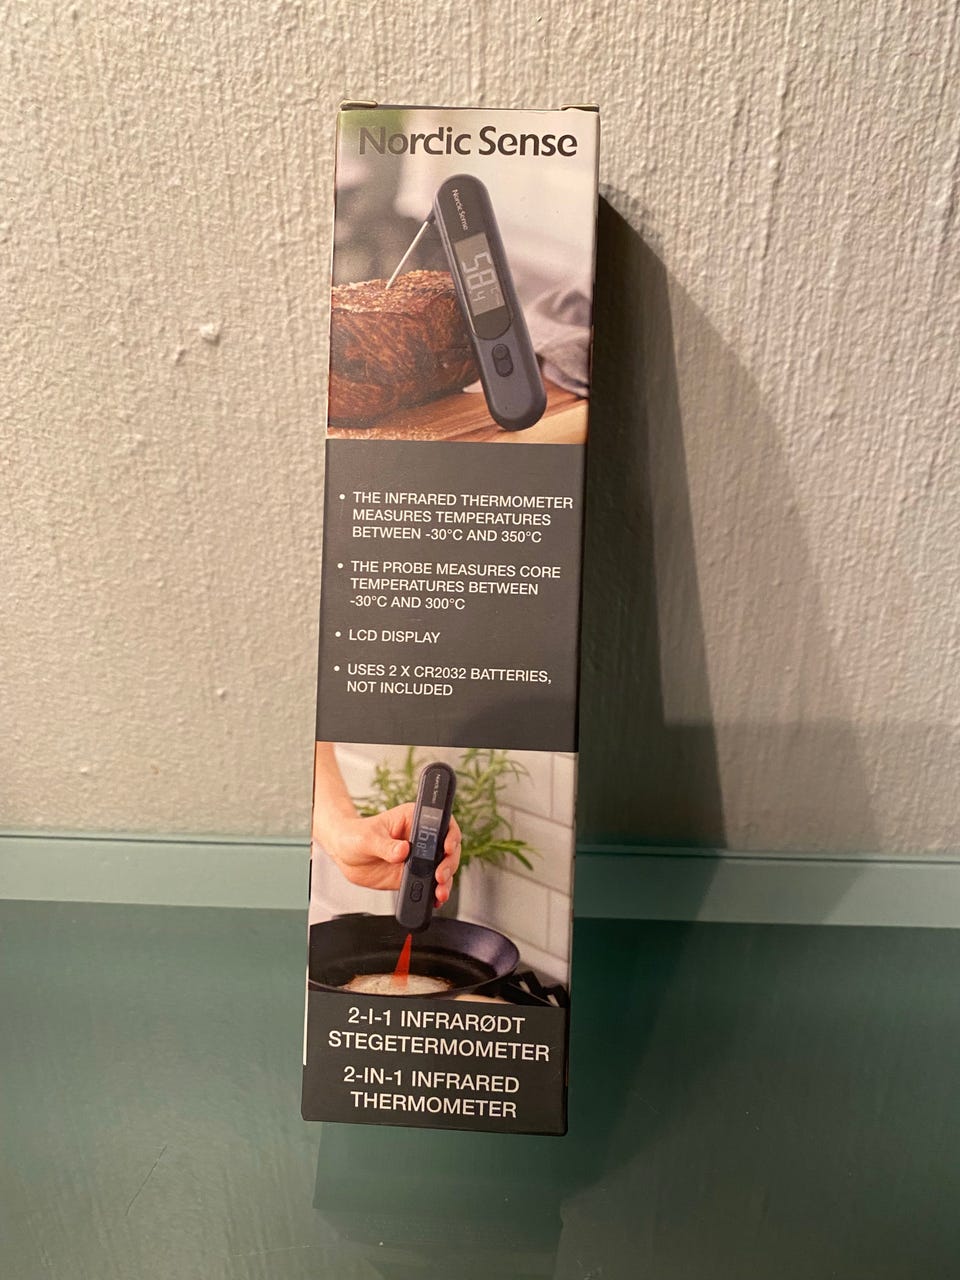 Nordic Sense
Nordic Sense
58.4
• THE INFRARED THERMOMETER
MEASURES TEMPERATURES
BETWEEN -30°C AND 350°C
• THE PROBE MEASURES CORE
TEMPERATURES BETWEEN
-30°C AND 300°C
• LCD DISPLAY
• USES 2 X CR2032 BATTERIES,
NOT INCLUDED
Nordic Sense
2-I-1 INFRARØDT
STEGETERMOMETER
2-IN-1 INFRARED
THERMOMETER